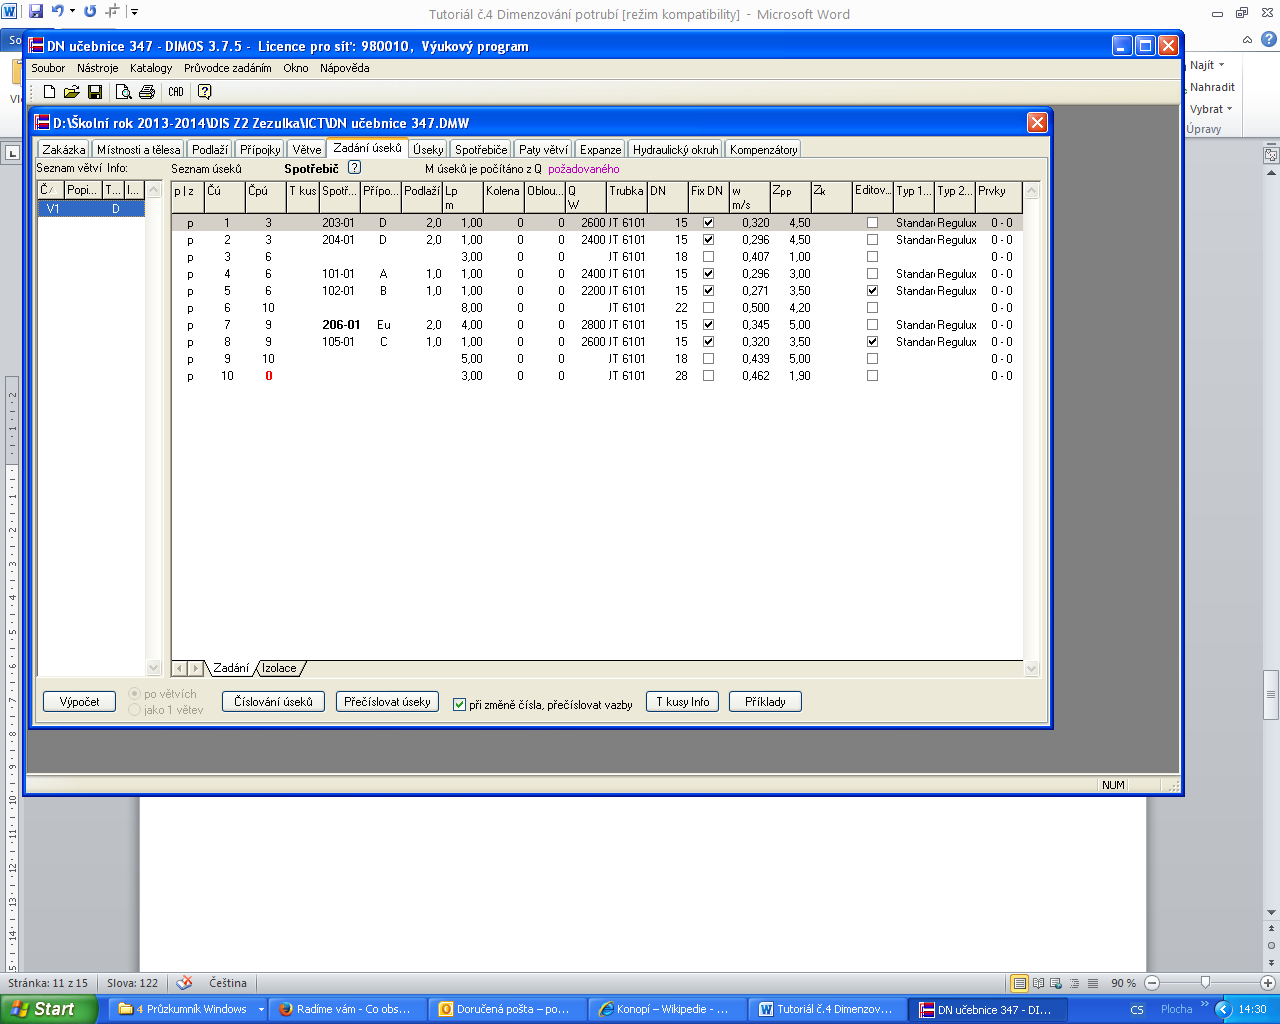 Tutoriál č.4 Dimenzování potrubí [režim kompatibility] - Microsoft Word
So
DN učebnice 347 - DIMOS 3.7.5 - Licence pro síť: 980010, Výukový program
Soubor Nástroje Katalogy Průvodce zadáním Okno Nápověda
Najít
Nahradit
Vybrat
Úpravy
CAD
D:\Školní rok 2013-2014\DIS Z2 Zezulka\ICT\DN učebnice 347.DMW
Zakázka Místnosti a tělesa Podlaží Přípojky Větve Zadání úseků Úseky Spotřebiče Paty větví Expanze Hydraulický okruh Kompenzátory
Seznam větví Info: Seznam úseků Spotřebič ? M úseků je počítáno z Q požadovaného
Č Popi... T... I...
V1 D
p | z Čú Čpú T kus Spotř... Přípo... Podlaží Lp m Kolena Oblou... Q W Trubka DN Fix DN w m/s Zpp Zk Editov... Typ 1... Typ 2... Prvky
p 1 3 203-01 D 2,0 1,00 0 0 2600 JT 6101 15 0,320 4,50 Standar Regulux 0 - 0
p 2 3 204-01 D 2,0 1,00 0 0 2400 JT 6101 15 0,296 4,50 Standar Regulux 0 - 0
p 3 6 3,00 0 0 JT 6101 18 0,407 1,00 0 - 0
p 4 6 101-01 A 1,0 1,00 0 0 2400 JT 6101 15 0,296 3,00 Standar Regulux 0 - 0
p 5 6 102-01 B 1,0 1,00 0 0 2200 JT 6101 15 0,271 3,50 Standar Regulux 0 - 0
p 6 10 8,00 0 0 JT 6101 22 0,500 4,20 0 - 0
p 7 9 206-01 Eu 2,0 4,00 0 0 2800 JT 6101 15 0,345 5,00 Standar Regulux 0 - 0
p 8 9 105-01 C 1,0 1,00 0 0 2600 JT 6101 15 0,320 3,50 Standar Regulux 0 - 0
p 9 10 5,00 0 0 JT 6101 18 0,439 5,00 0 - 0
p 10 0 3,00 0 0 JT 6101 28 0,462 1,90 0 - 0
Zadání Izolace
Výpočet po větvích jako 1 větev Číslování úseků Přečíslovat úseky při změně čísla, přečíslovat vazby T kusy Info Příklady
NUM
Stránka: 11 z 15 Slova: 122 Čeština 90 %
Start 4 Průzkumník Windows Radíme vám - Co obs... Doručená pošta – po... Konopí – Wikipedie - ... Tutoriál č.4 Dimenzov... DN učebnice 347 - DI... CS Plocha 14:30